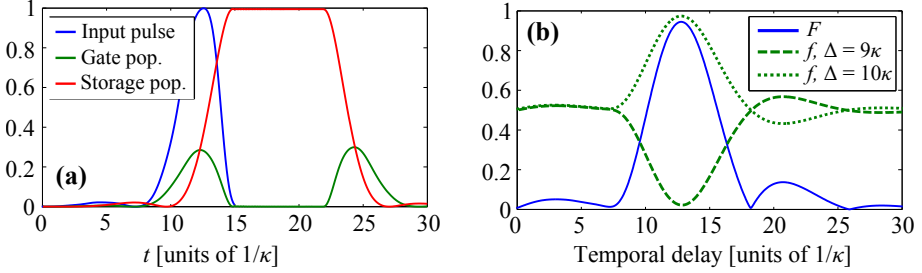 1
0.8
0.6
0.4
0.2
0
Input pulse
Gate pop.
Storage pop.
(a)
0 5 10 15 20 25 30
t [units of 1/κ]
1
0.8
0.6
0.4
0.2
0
(b)
F
f, Δ = 9κ
f, Δ = 10κ
0 5 10 15 20 25 30
Temporal delay [units of 1/κ]